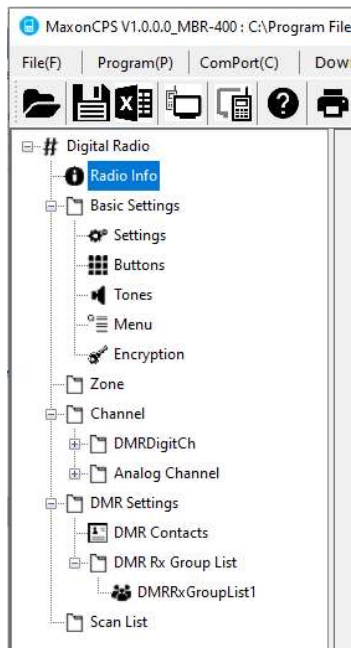 MaxonCPS V1.0.0.0_MBR-400 : C:\Program File
File(F) Program(P) ComPort(C) Dow
# Digital Radio
Radio Info
Basic Settings
Settings
Buttons
Tones
Menu
Encryption
Zone
Channel
DMRDigitCh
Analog Channel
DMR Settings
DMR Contacts
DMR Rx Group List
DMRRxGroupList1
Scan List